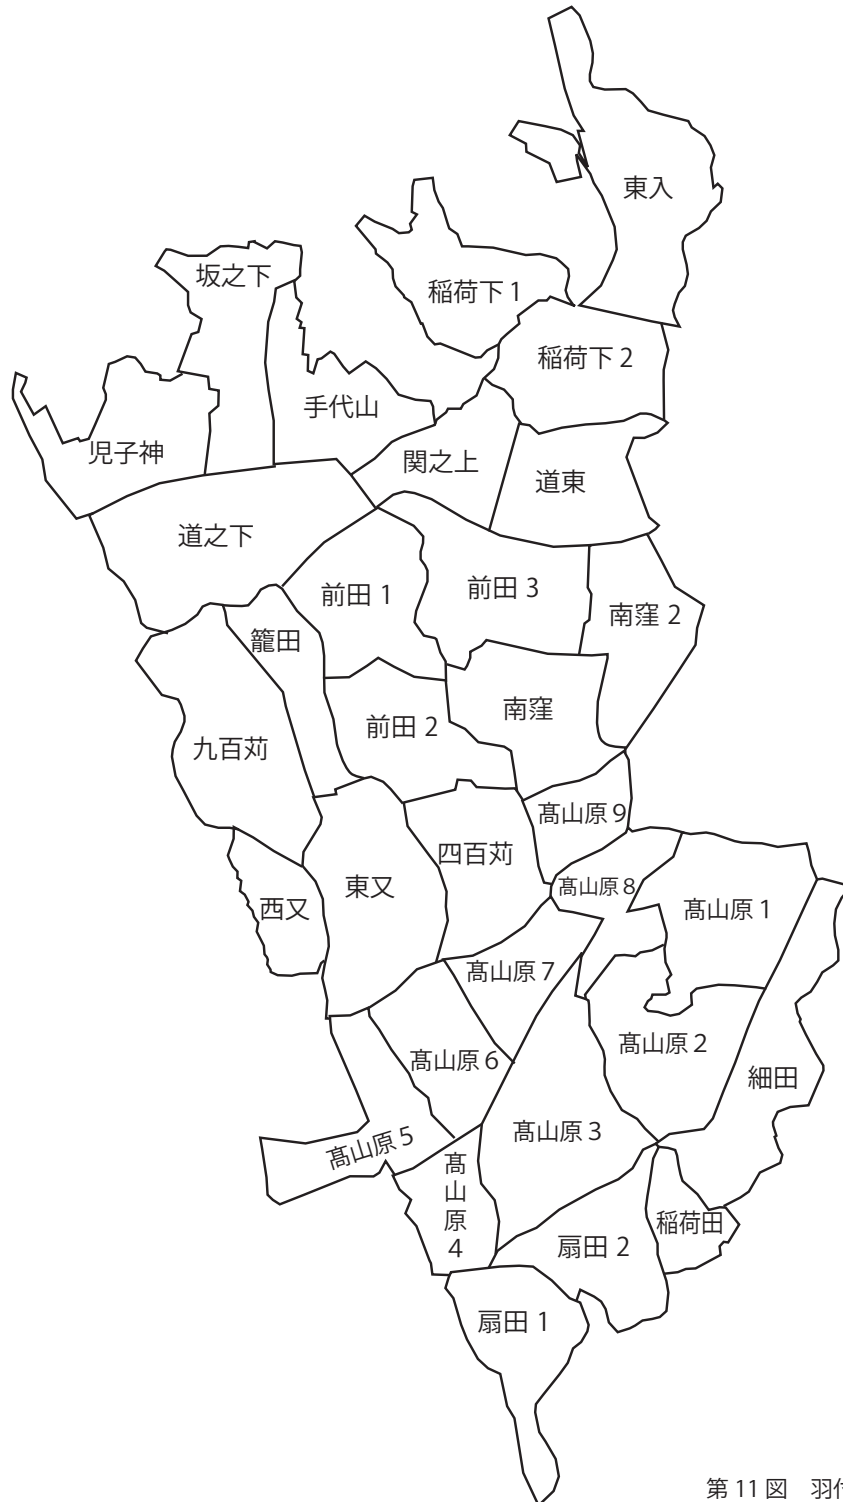 東入
坂之下
稲荷下 1
稲荷下 2
手代山
児子神
関之上
道東
道之下
前田 1
前田 3
南窪 2
籠田
南窪
前田 2
九百苅
髙山原 9
四百苅
髙山原 8
東又
西又
髙山原 1
髙山原 7
髙山原 2
髙山原 6
細田
髙山原 3
髙山原 5
髙山原4
稲荷田
扇田 2
扇田 1
第 11 図　羽